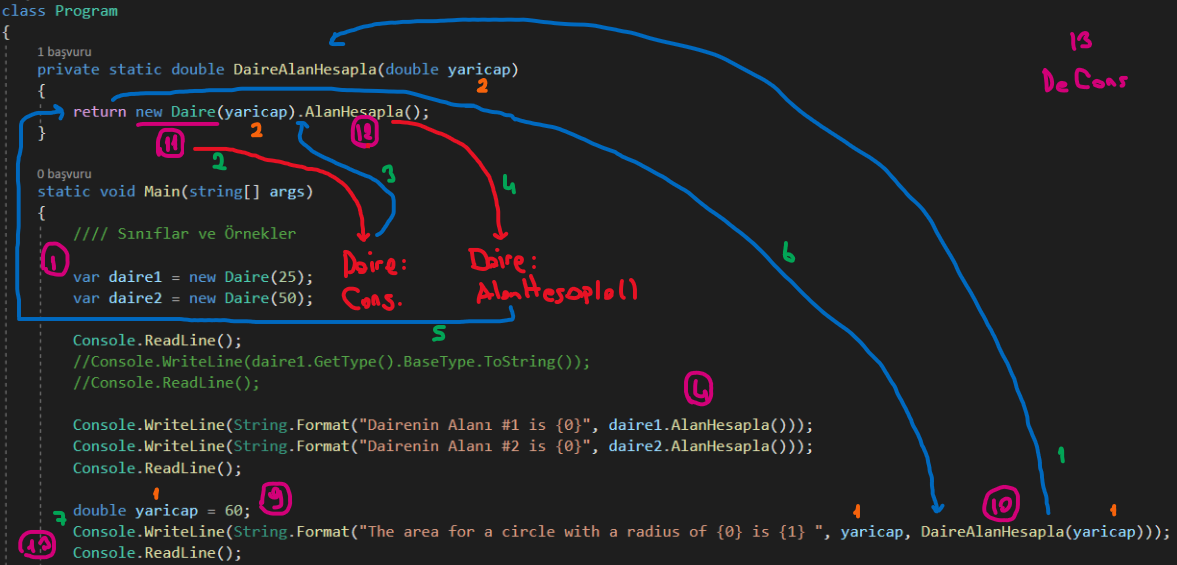 class Program
{
1 başvuru
private static double DaireAlanHesapla(double yaricap)
2
{
return new Daire(yaricap).AlanHesapla();
}
11 2 12
2 3 4
0 başvuru
static void Main(string[] args)
{
//// Sınıflar ve Örnekler
1
var daire1 = new Daire(25);
var daire2 = new Daire(50);
Daire:
Cons.
Daire:
AlanHesapla()
5
6
13
DeCons
Console.ReadLine();
//Console.WriteLine(daire1.GetType().BaseType.ToString());
//Console.ReadLine();
4
Console.WriteLine(String.Format("Dairenin Alanı #1 is {0}", daire1.AlanHesapla()));
Console.WriteLine(String.Format("Dairenin Alanı #2 is {0}", daire2.AlanHesapla()));
Console.ReadLine();
1
1 9
double yaricap = 60;
7 1 10 1
Console.WriteLine(String.Format("The area for a circle with a radius of {0} is {1} ", yaricap, DaireAlanHesapla(yaricap)));
Console.ReadLine();